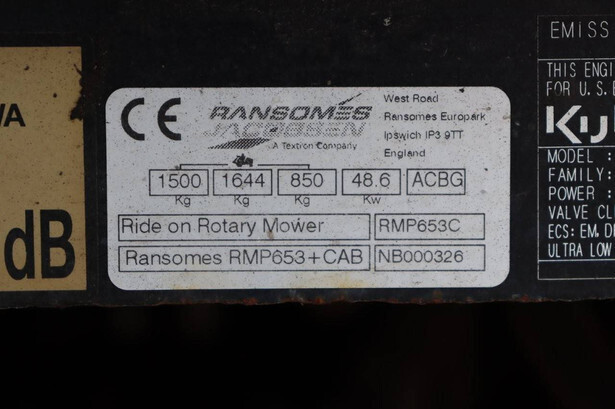 WA
dB
CE
RANSOMES
JACOBSEN
A Textron Company
West Road
Ransomes Europark
Ipswich IP3 9TT
England
1500 1644 850 48.6 ACBG
Kg Kg Kg Kw
Ride on Rotary Mower RMP653C
Ransomes RMP653+CAB NB000326
EMISS
THIS ENGI
FOR U.S.E
Ku
MODEL :
FAMILY:
POWER :
VALVE CL
ECS: EM. DE
ULTRA LOW